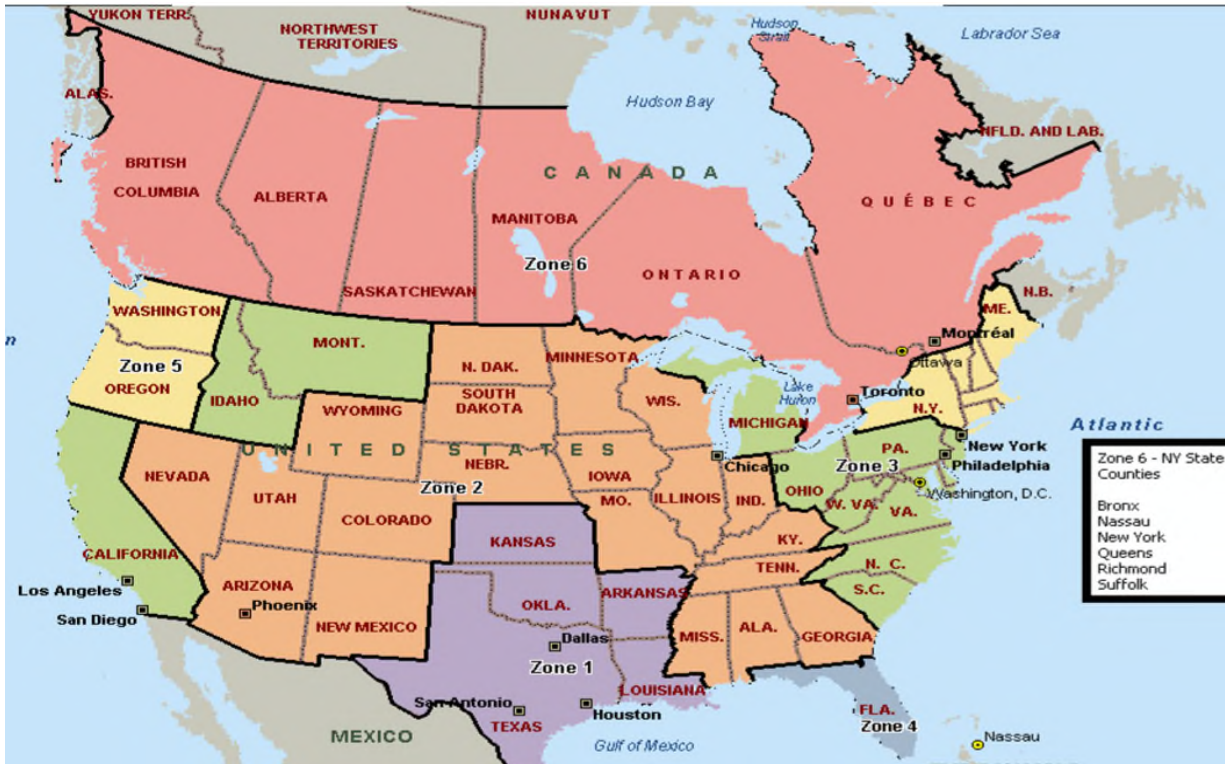 YUKON TERR.
NORTHWEST
TERRITORIES
NUNAVUT
Hudson
Strait
Labrador Sea
ALAS.
Hudson Bay
NFLD. AND LAB.
BRITISH
COLUMBIA
ALBERTA
CANADA
QUÉBEC
MANITOBA
Zone 6
ONTARIO
SASKATCHEWAN
N.B.
ME.
WASHINGTON
n
MONT.
Montréal
Ottawa
Zone 5
OREGON
IDAHO
N. DAK.
MINNESOTA
SOUTH
DAKOTA
WYOMING
WIS.
Lake
Huron
Toronto
MICHIGAN
N.Y.
Atlantic
UNITED STATES
NEVADA
UTAH
NEBR.
Zone 2
IOWA
Chicago
PA.
Zone 3
New York
Philadelphia
Washington, D.C.
Zone 6 - NY State
Counties
Bronx
Nassau
New York
Queens
Richmond
Suffolk
COLORADO
MO.
ILLINOIS
IND.
OHIO
W. VA.
VA.
CALIFORNIA
KANSAS
KY.
TENN.
N. C.
S.C.
Los Angeles
San Diego
ARIZONA
Phoenix
NEW MEXICO
OKLA.
ARKANSAS
Dallas
MISS.
ALA.
GEORGIA
Zone 1
LOUISIANA
San Antonio
TEXAS
Houston
FLA.
Zone 4
MEXICO
Gulf of Mexico
Nassau